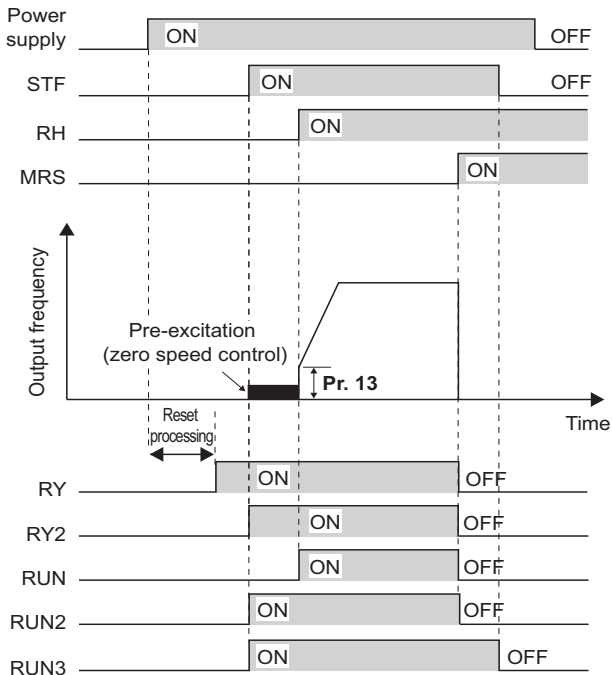 Power
supply
ON
OFF
STF
ON
OFF
RH
ON
MRS
ON
Output frequency
Pre-excitation
(zero speed control)
Pr. 13
Time
Reset
processing
RY
ON
OFF
RY2
ON
OFF
RUN
ON
OFF
RUN2
ON
OFF
RUN3
ON
OFF